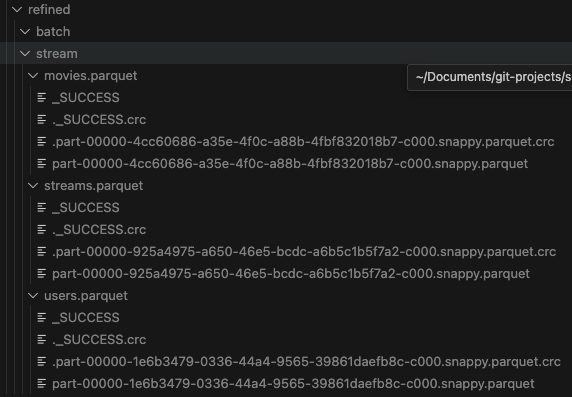 refined
batch
stream
movies.parquet
~/Documents/git-projects/s
_SUCCESS
._SUCCESS.crc
.part-00000-4cc60686-a35e-4f0c-a88b-4fbf832018b7-c000.snappy.parquet.crc
part-00000-4cc60686-a35e-4f0c-a88b-4fbf832018b7-c000.snappy.parquet
streams.parquet
_SUCCESS
._SUCCESS.crc
.part-00000-925a4975-a650-46e5-bcdc-a6b5c1b5f7a2-c000.snappy.parquet.crc
part-00000-925a4975-a650-46e5-bcdc-a6b5c1b5f7a2-c000.snappy.parquet
users.parquet
_SUCCESS
._SUCCESS.crc
.part-00000-1e6b3479-0336-44a4-9565-39861daefb8c-c000.snappy.parquet.crc
part-00000-1e6b3479-0336-44a4-9565-39861daefb8c-c000.snappy.parquet